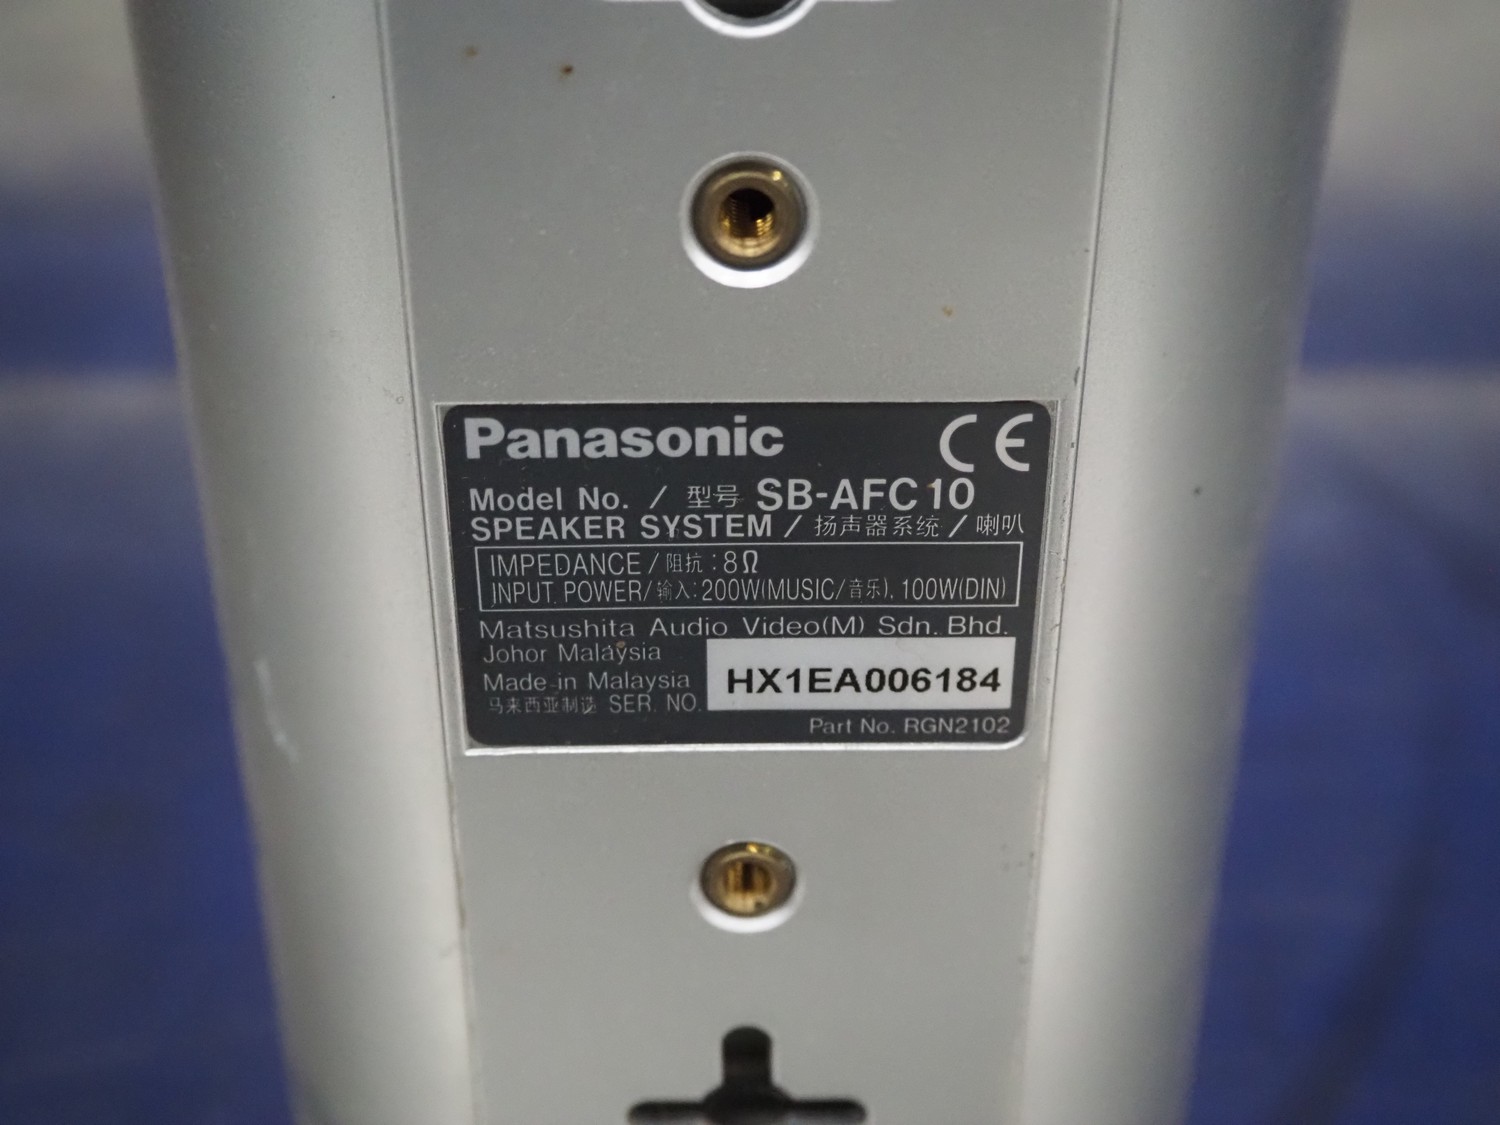 Panasonic CE
Model No. / 型号 SB-AFC10
SPEAKER SYSTEM / 扬声器系统 / 喇叭
IMPEDANCE / 阻抗 : 8Ω
INPUT POWER/ 输入: 200W(MUSIC/音乐), 100W(DIN)
Matsushita Audio Video(M) Sdn. Bhd.
Johor Malaysia
Made in Malaysia
马来西亚制造 SER. NO. HX1EA006184
Part No. RGN2102